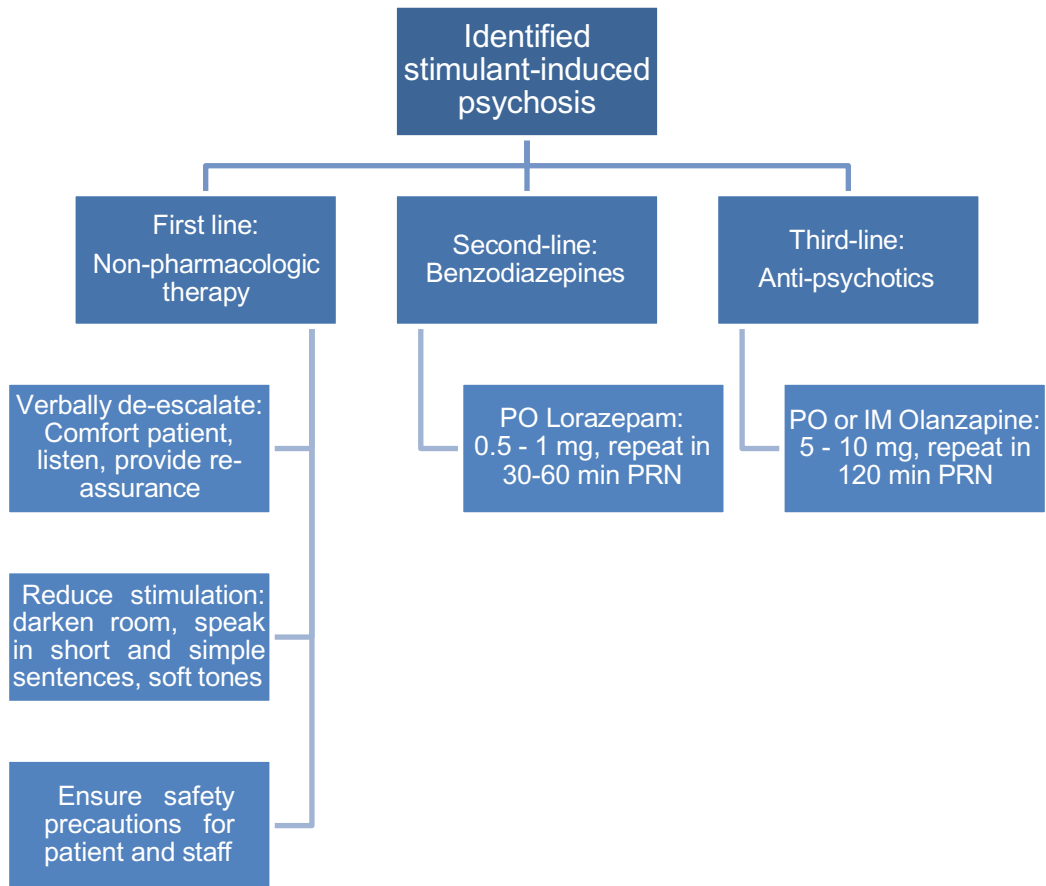 Identified
stimulant-induced
psychosis
First line:
Non-pharmacologic
therapy
Second-line:
Benzodiazepines
Third-line:
Anti-psychotics
Verbally de-escalate:
Comfort patient,
listen, provide re-
assurance
PO Lorazepam:
0.5 - 1 mg, repeat in
30-60 min PRN
PO or IM Olanzapine:
5 - 10 mg, repeat in
120 min PRN
Reduce stimulation:
darken room, speak
in short and simple
sentences, soft tones
Ensure safety
precautions for
patient and staff